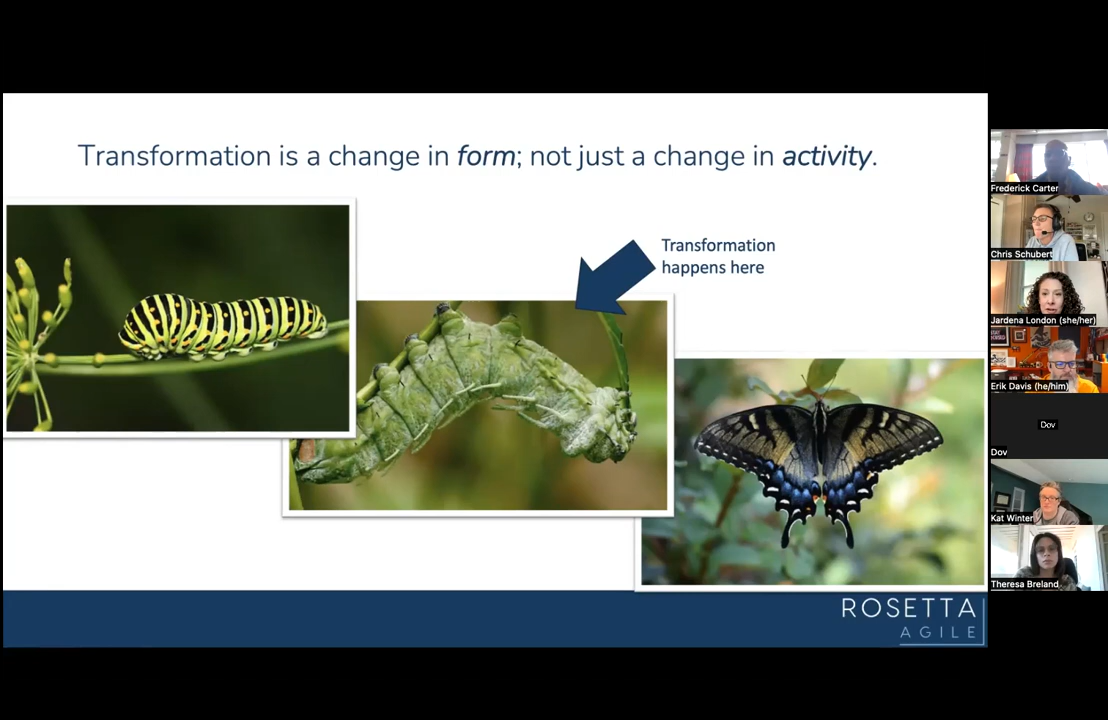 Transformation is a change in form; not just a change in activity.
Transformation
happens here
ROSETTA
AGILE
Frederick Carter
Chris Schubert
Jardena London (she/her)
Erik Davis (he/him)
Dov
Dov
Kat Winter
Theresa Breland